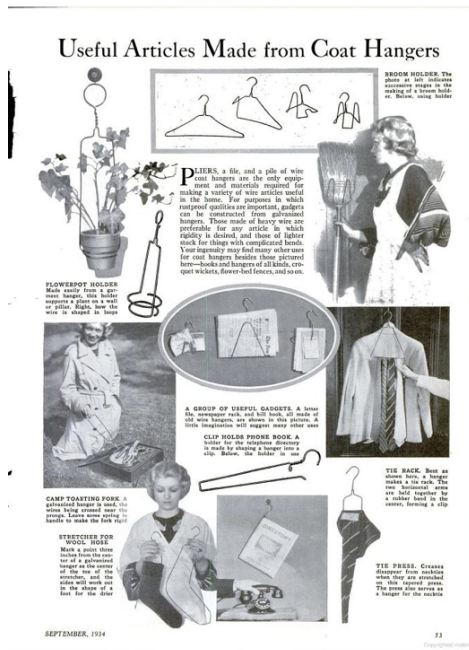 Useful Articles Made from Coat Hangers
BROOM HOLDER. The
photo at left indicates
successive stages in the
making of a broom hold-
er. Below, using holder
PLIERS, a file, and a pile of wire
coat hangers are the only equip-
ment and materials required for
making a variety of wire articles useful
in the home. For purposes in which
rustproof qualities are important, gadgets
can be constructed from galvanized
hangers. Those made of heavy wire are
preferable for any article in which
rigidity is desired, and those of lighter
stock for things with complicated bends.
Your ingenuity may find many other uses
for coat hangers besides those pictured
here—hooks and hangers of all kinds, cro-
quet wickets, flower-bed fences, and so on.
FLOWERPOT HOLDER
Made easily from a gar-
ment hanger, this holder
supports a plant on a wall
or pillar. Right, how the
wire is shaped in loops
A GROUP OF USEFUL GADGETS. A letter
file, newspaper rack, and bill hook, all made of
old wire hangers, are shown in this picture. A
little imagination will suggest many other uses
CLIP HOLDS PHONE BOOK. A
holder for the telephone directory
is made by shaping a hanger into a
clip. Below, the holder in use
TIE RACK. Bent as
shown here, a hanger
makes a tie rack. The
two horizontal arms
are held together by
a rubber band in the
center, forming a clip
CAMP TOASTING FORK. A
galvanized hanger is used, the
wires being crossed near the
prongs. Leave some spring in
handle to make the fork rigid
STRETCHER FOR
WOOL HOSE
Mark a point three
inches from the cen-
ter of a galvanized
hanger as the center
of the toe of the
stretcher, and the
sides will work out
in the shape of a
foot for the drier
TIE PRESS. Creases
disappear from neckties
when they are stretched
on this tapered press.
The press also serves as
a hanger for the necktie
SEPTEMBER, 1934
53
Copyrighted material